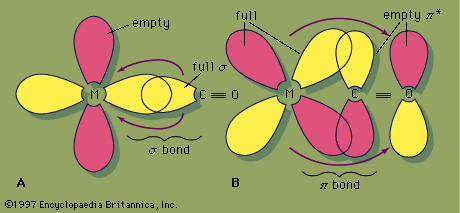 empty
full σ
M
C ≡ O
σ bond
A
full
empty π*
M
C
=
O
π bond
B
©1997 Encyclopaedia Britannica, Inc.